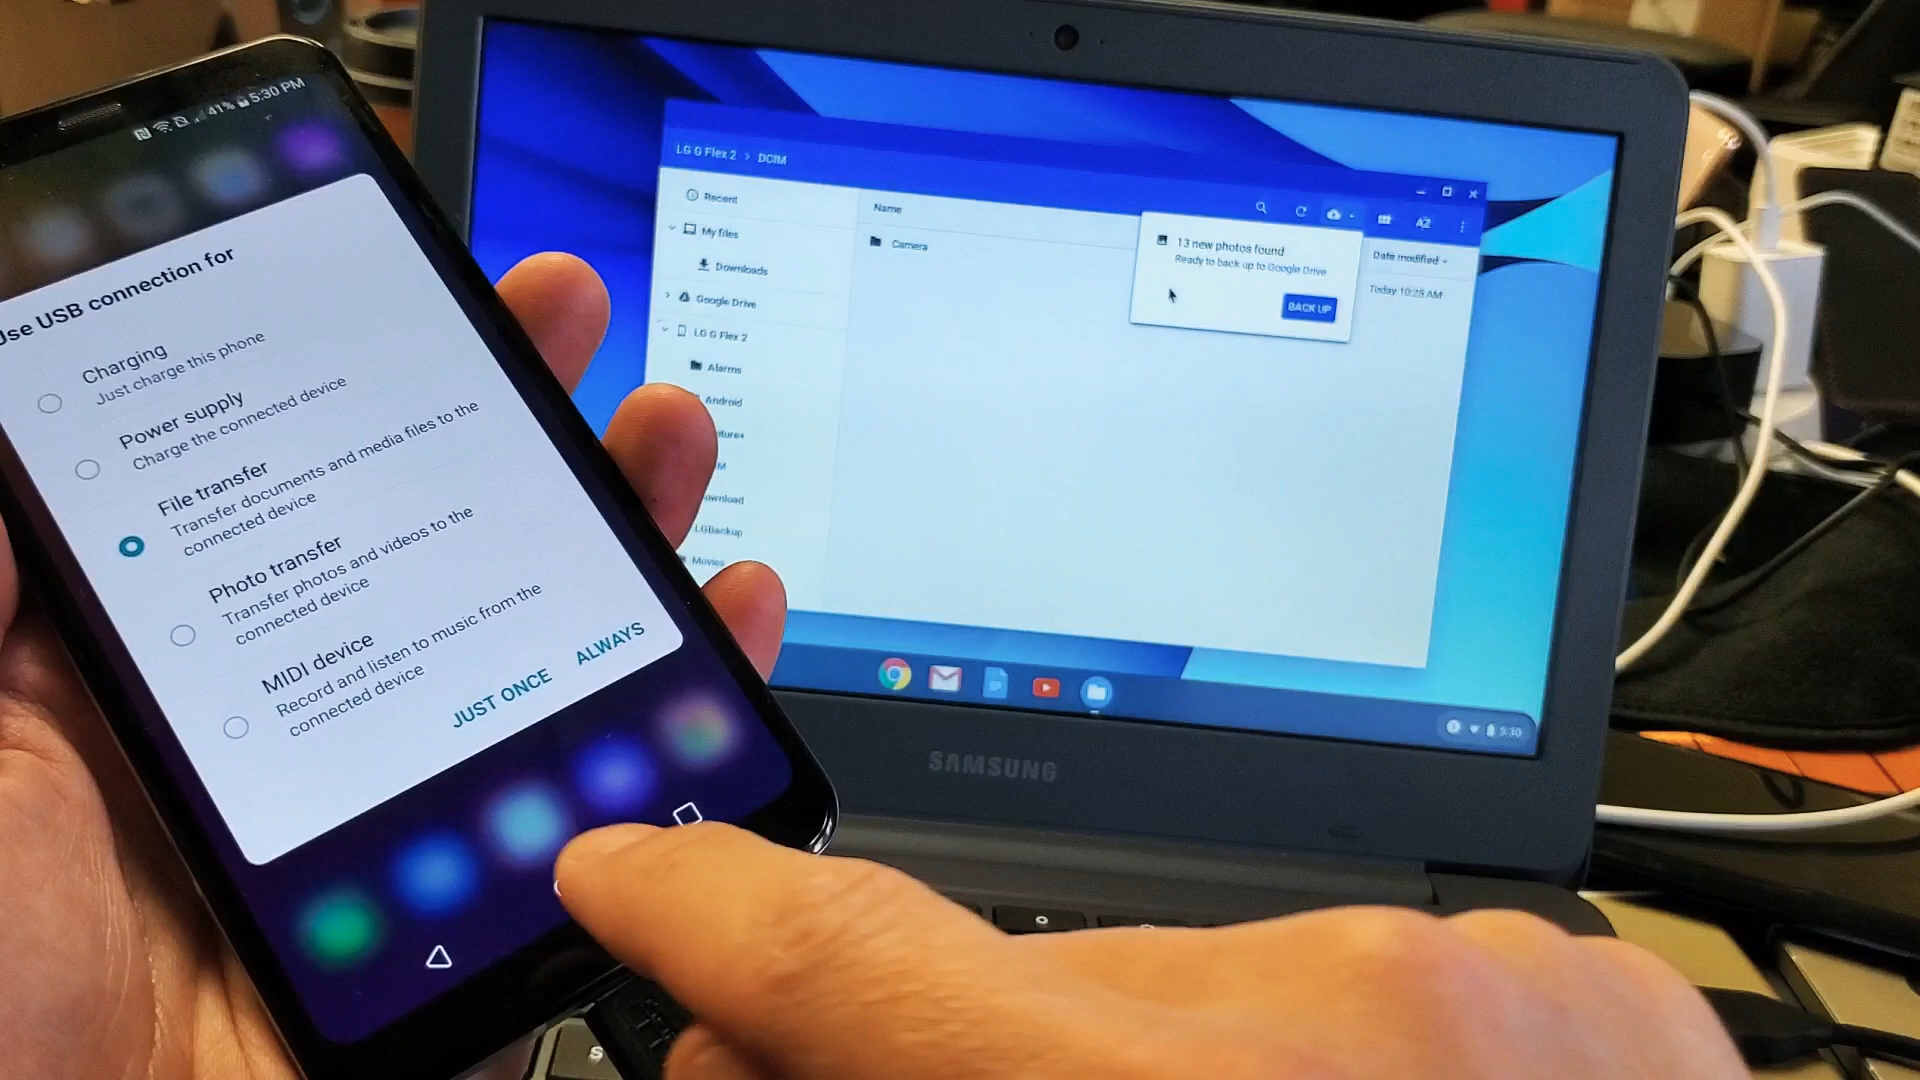 41% 5:30 PM
Use USB connection for
Charging
Just charge this phone
Power supply
Charge the connected device
File transfer
Transfer documents and media files to the
connected device
Photo transfer
Transfer photos and videos to the
connected device
MIDI device
Record and listen to music from the
connected device
JUST ONCE ALWAYS
LG G Flex 2 > DCIM
Recent
My files
Downloads
Google Drive
LG G Flex 2
Alarms
Android
M
LGBackup
Movies
Name
Camera
AZ
13 new photos found
Ready to back up to Google Drive
BACK UP
Date modified
Today 10:25 AM
5:30
SAMSUNG
S